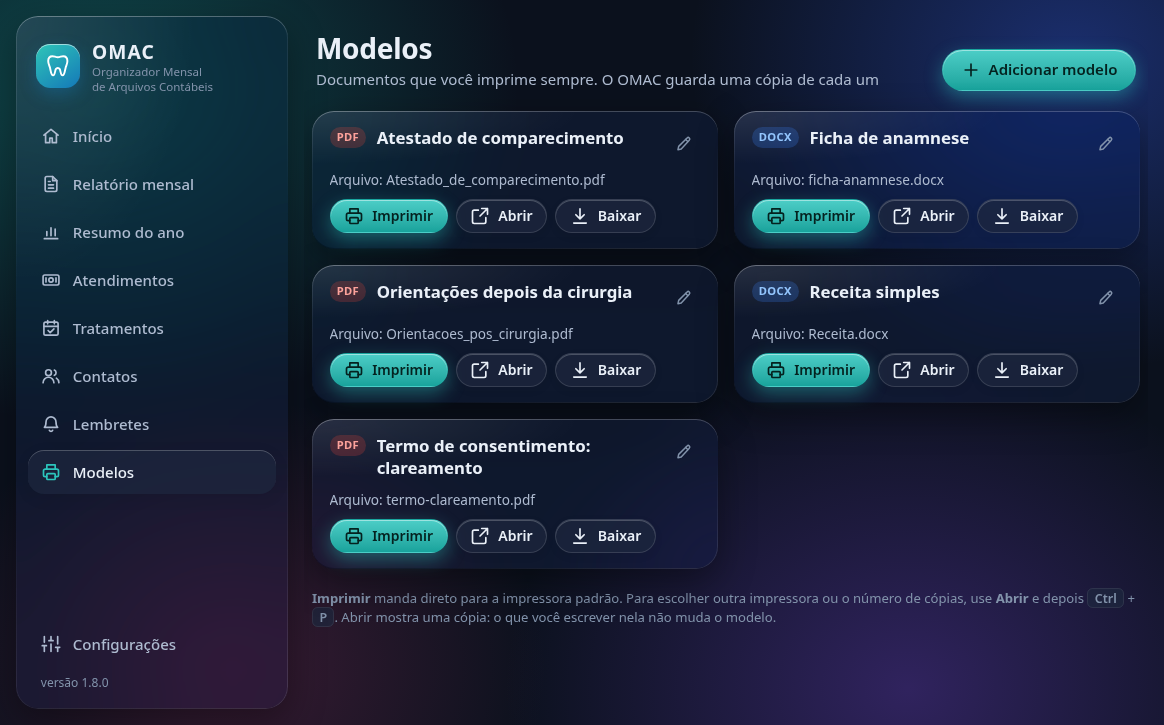 OMAC
Organizador Mensal
de Arquivos Contábeis
Início
Relatório mensal
Resumo do ano
Atendimentos
Tratamentos
Contatos
Lembretes
Modelos
Configurações
versão 1.8.0
Modelos
Documentos que você imprime sempre. O OMAC guarda uma cópia de cada um
Adicionar modelo
PDF Atestado de comparecimento
Arquivo: Atestado_de_comparecimento.pdf
Imprimir Abrir Baixar
DOCX Ficha de anamnese
Arquivo: ficha-anamnese.docx
Imprimir Abrir Baixar
PDF Orientações depois da cirurgia
Arquivo: Orientacoes_pos_cirurgia.pdf
Imprimir Abrir Baixar
DOCX Receita simples
Arquivo: Receita.docx
Imprimir Abrir Baixar
PDF Termo de consentimento:
clareamento
Arquivo: termo-clareamento.pdf
Imprimir Abrir Baixar
Imprimir manda direto para a impressora padrão. Para escolher outra impressora ou o número de cópias, use Abrir e depois Ctrl +
P . Abrir mostra uma cópia: o que você escrever nela não muda o modelo.